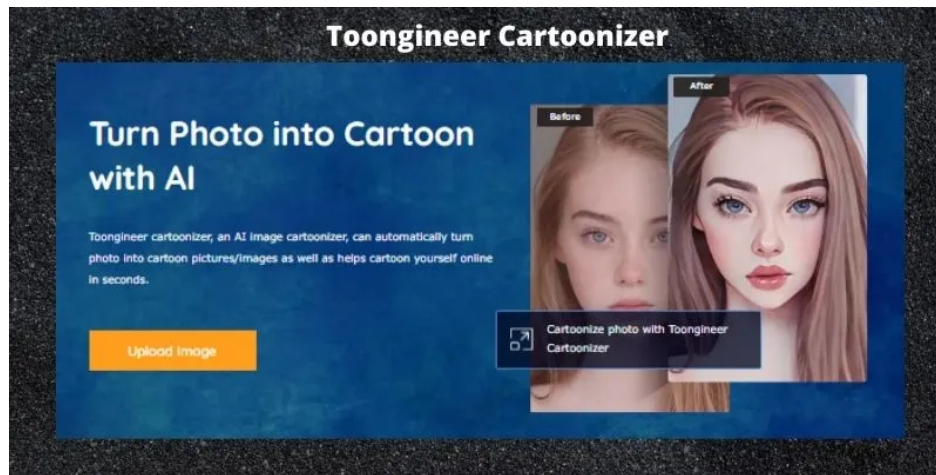 Toongineer Cartoonizer
Turn Photo into Cartoon
with AI
Toongineer cartoonizer, an AI image cartoonizer, can automatically turn
photo into cartoon pictures/images as well as helps cartoon yourself online
in seconds.
Upload Image
Before
After
Cartoonize photo with Toongineer
Cartoonizer